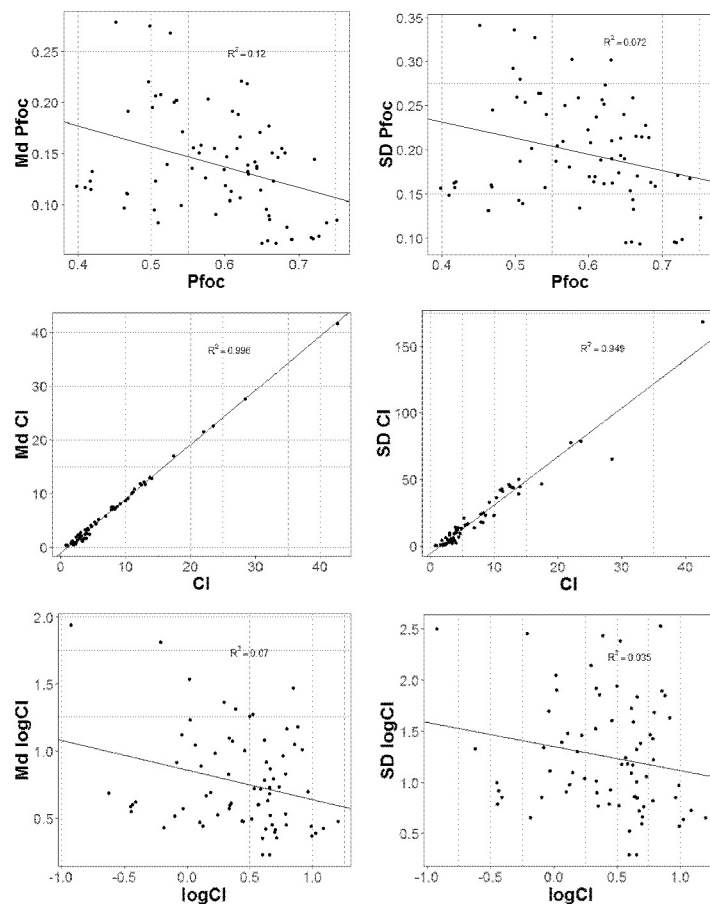 0.30
0.25
0.20
0.15
0.10
Md Pfoc
R² = 0.12
0.4 0.5 0.6 0.7
Pfoc
0.35
0.30
0.25
0.20
0.15
0.10
SD Pfoc
R² = 0.072
0.4 0.5 0.6 0.7
Pfoc
40
30
20
10
0
Md CI
R² = 0.996
0 10 20 30 40
CI
150
100
50
0
SD CI
R² = 0.949
0 10 20 30 40
CI
2.0
1.5
1.0
0.5
Md logCI
R² = 0.07
-1.0 -0.5 0.0 0.5 1.0
logCI
2.5
2.0
1.5
1.0
0.5
SD logCI
R² = 0.035
-1.0 -0.5 0.0 0.5 1.0
logCI